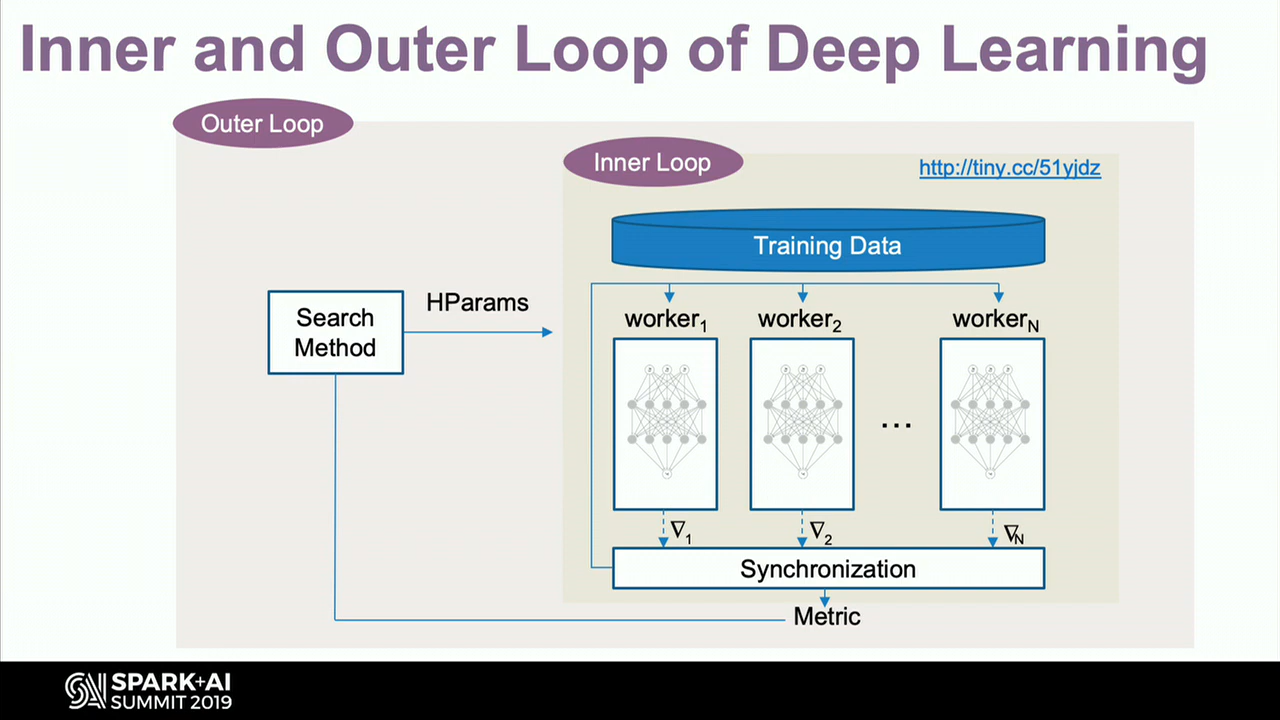 Inner and Outer Loop of Deep Learning
Outer Loop
Inner Loop
http://tiny.cc/51yjdz
Training Data
Search
Method
HParams
worker1
worker2
workerN
...
∇1
∇2
∇N
Synchronization
Metric
SPARK+AI
SUMMIT 2019